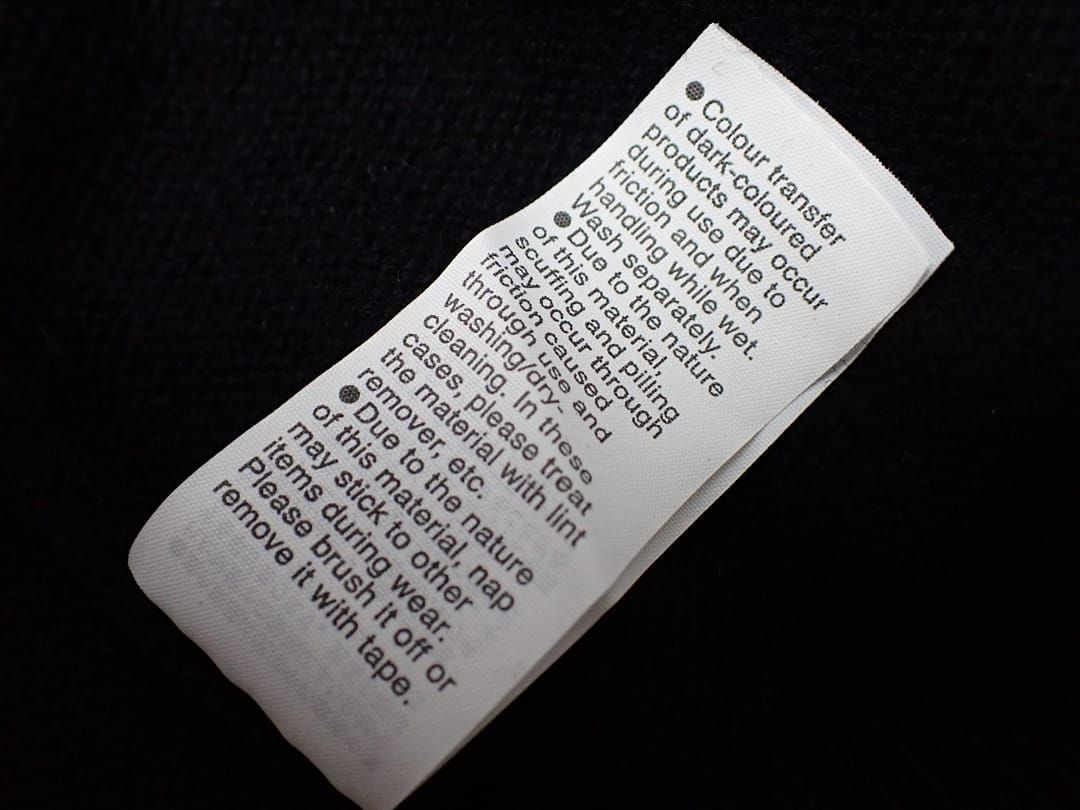 ● Colour transfer
of dark-coloured
products may occur
during use due to
friction and when
handling while wet.
Wash separately.
● Due to the nature
of this material,
scuffing and pilling
may occur through
friction caused
through use and
washing/dry- and
cleaning. In these
cases, please treat
the material with lint
remover, etc.
● Due to the nature
of this material, nap
may stick to other
items during wear.
Please brush it off or
remove it with tape.